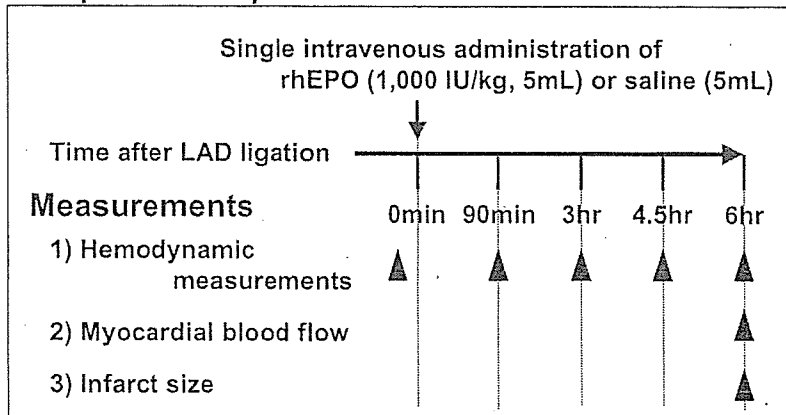 Single intravenous administration of
rhEPO (1,000 IU/kg, 5mL) or saline (5mL)
Time after LAD ligation
Measurements
0min 90min 3hr 4.5hr 6hr
1) Hemodynamic
measurements
2) Myocardial blood flow
3) Infarct size